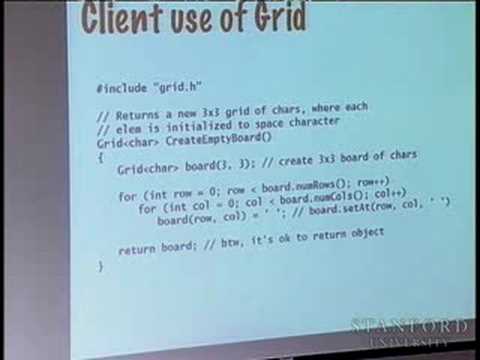 Client use of Grid
#include "grid.h"
// Returns a new 3x3 grid of chars, where each
// elem is initialized to space character
Grid<char> CreateEmptyBoard()
{
Grid<char> board(3, 3); // create 3x3 board of chars
for (int row = 0; row < board.numRows(); row++)
for (int col = 0; col < board.numCols(); col++)
board(row, col) = ' '; // board.setAt(row, col, ' ')
return board; // btw, it's ok to return object
}
STANFORD
UNIVERSITY